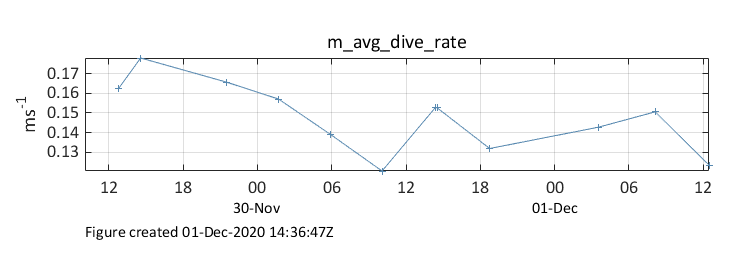 m_avg_dive_rate
ms-1
0.17
0.16
0.15
0.14
0.13
12 18 00 06 12 18 00 06 12
30-Nov 01-Dec
Figure created 01-Dec-2020 14:36:47Z